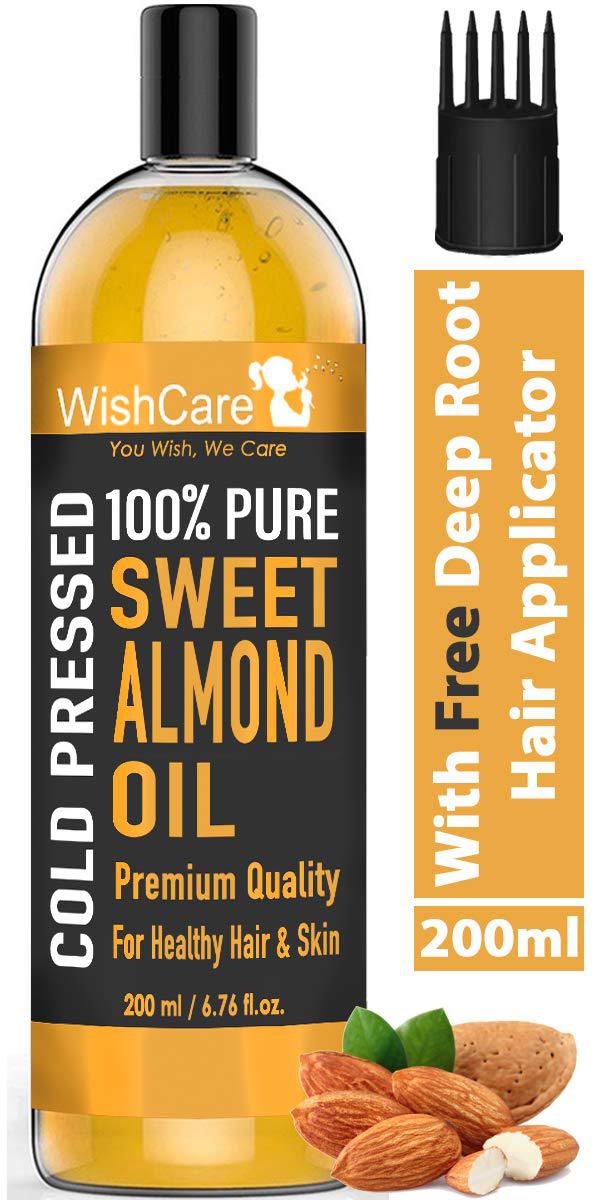 WishCare
You Wish, We Care
COLD PRESSED
100% PURE
SWEET
ALMOND
OIL
Premium Quality
For Healthy Hair & Skin
200 ml / 6.76 fl.oz.
With Free Deep Root
Hair Applicator
200ml